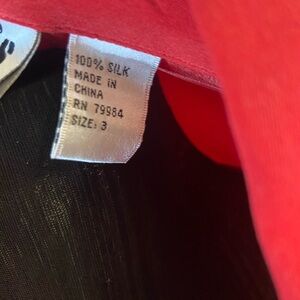 100% SILK
MADE IN
CHINA
RN 79984
SIZE: 3